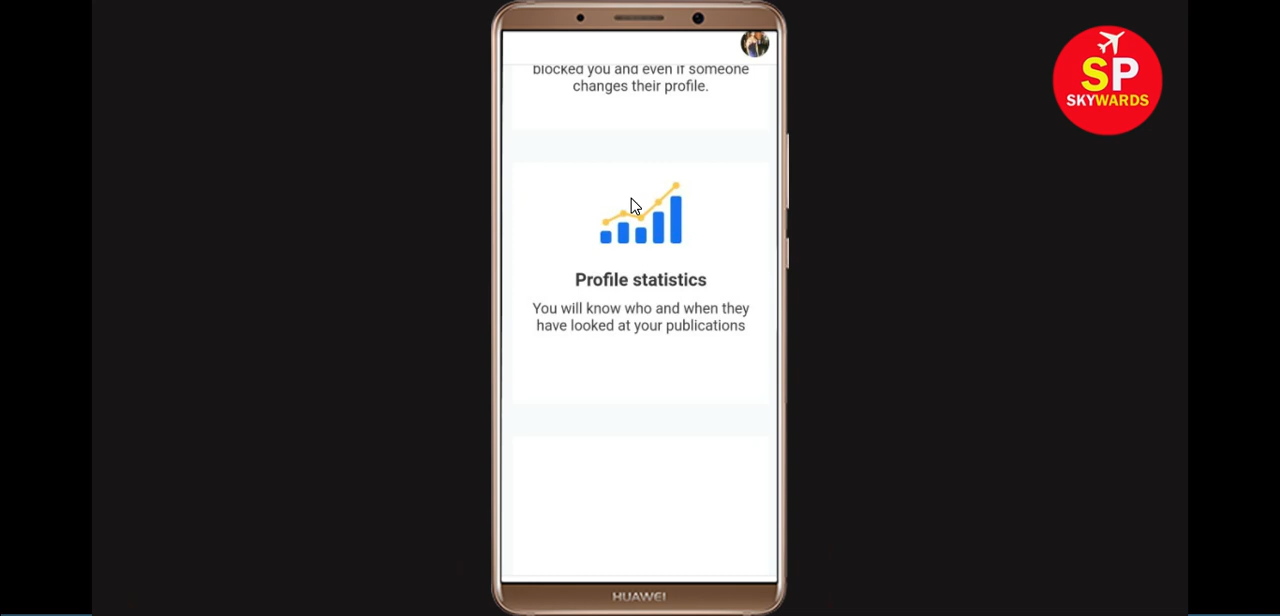 blocked you and even if someone
changes their profile.
SP
SKYWARDS
Profile statistics
You will know who and when they
have looked at your publications
HUAWEI